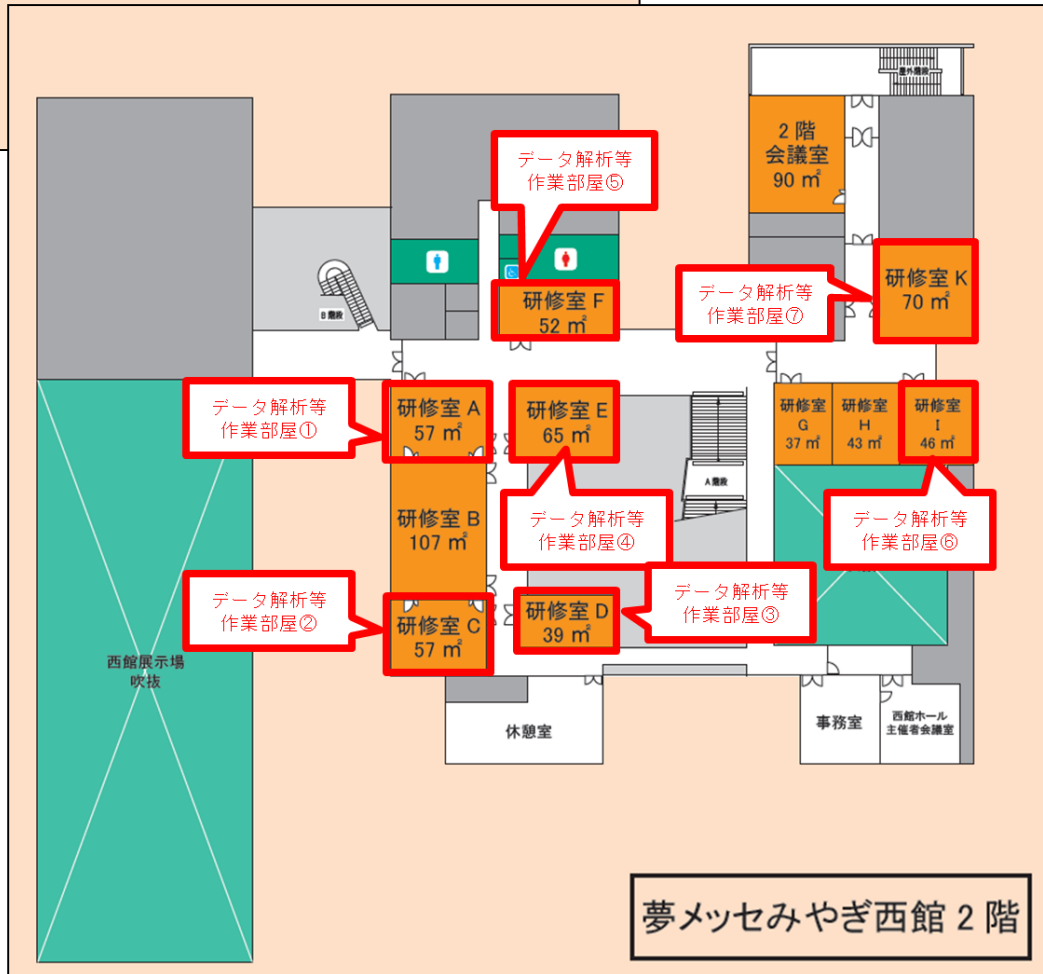 屋外階段
2階
会議室
90 ㎡
データ解析等
作業部屋⑤
研修室 K
70 ㎡
データ解析等
作業部屋⑦
B階段
研修室 F
52 ㎡
データ解析等
作業部屋①
研修室 A
57 ㎡
研修室 E
65 ㎡
研修室
G
37 ㎡
研修室
H
43 ㎡
研修室
I
46 ㎡
A階段
研修室 B
107 ㎡
データ解析等
作業部屋④
データ解析等
作業部屋⑥
データ解析等
作業部屋②
研修室 C
57 ㎡
研修室 D
39 ㎡
データ解析等
作業部屋③
西館展示場
吹抜
休憩室
事務室
西館ホール
主催者会議室
夢メッセみやぎ西館 2 階